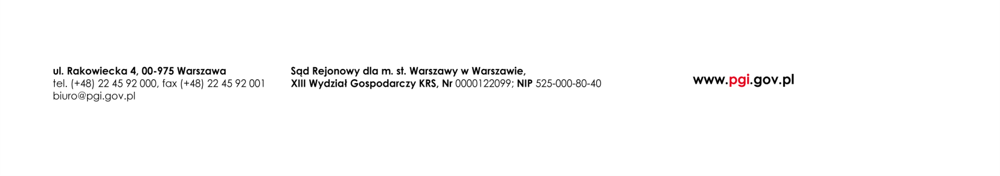 ul. Rakowiecka 4, 00-975 Warszawa
tel. (+48) 22 45 92 000, fax (+48) 22 45 92 001
biuro@pgi.gov.pl
Sąd Rejonowy dla m. st. Warszawy w Warszawie,
XIII Wydział Gospodarczy KRS, Nr 0000122099; NIP 525-000-80-40
www.pgi.gov.pl